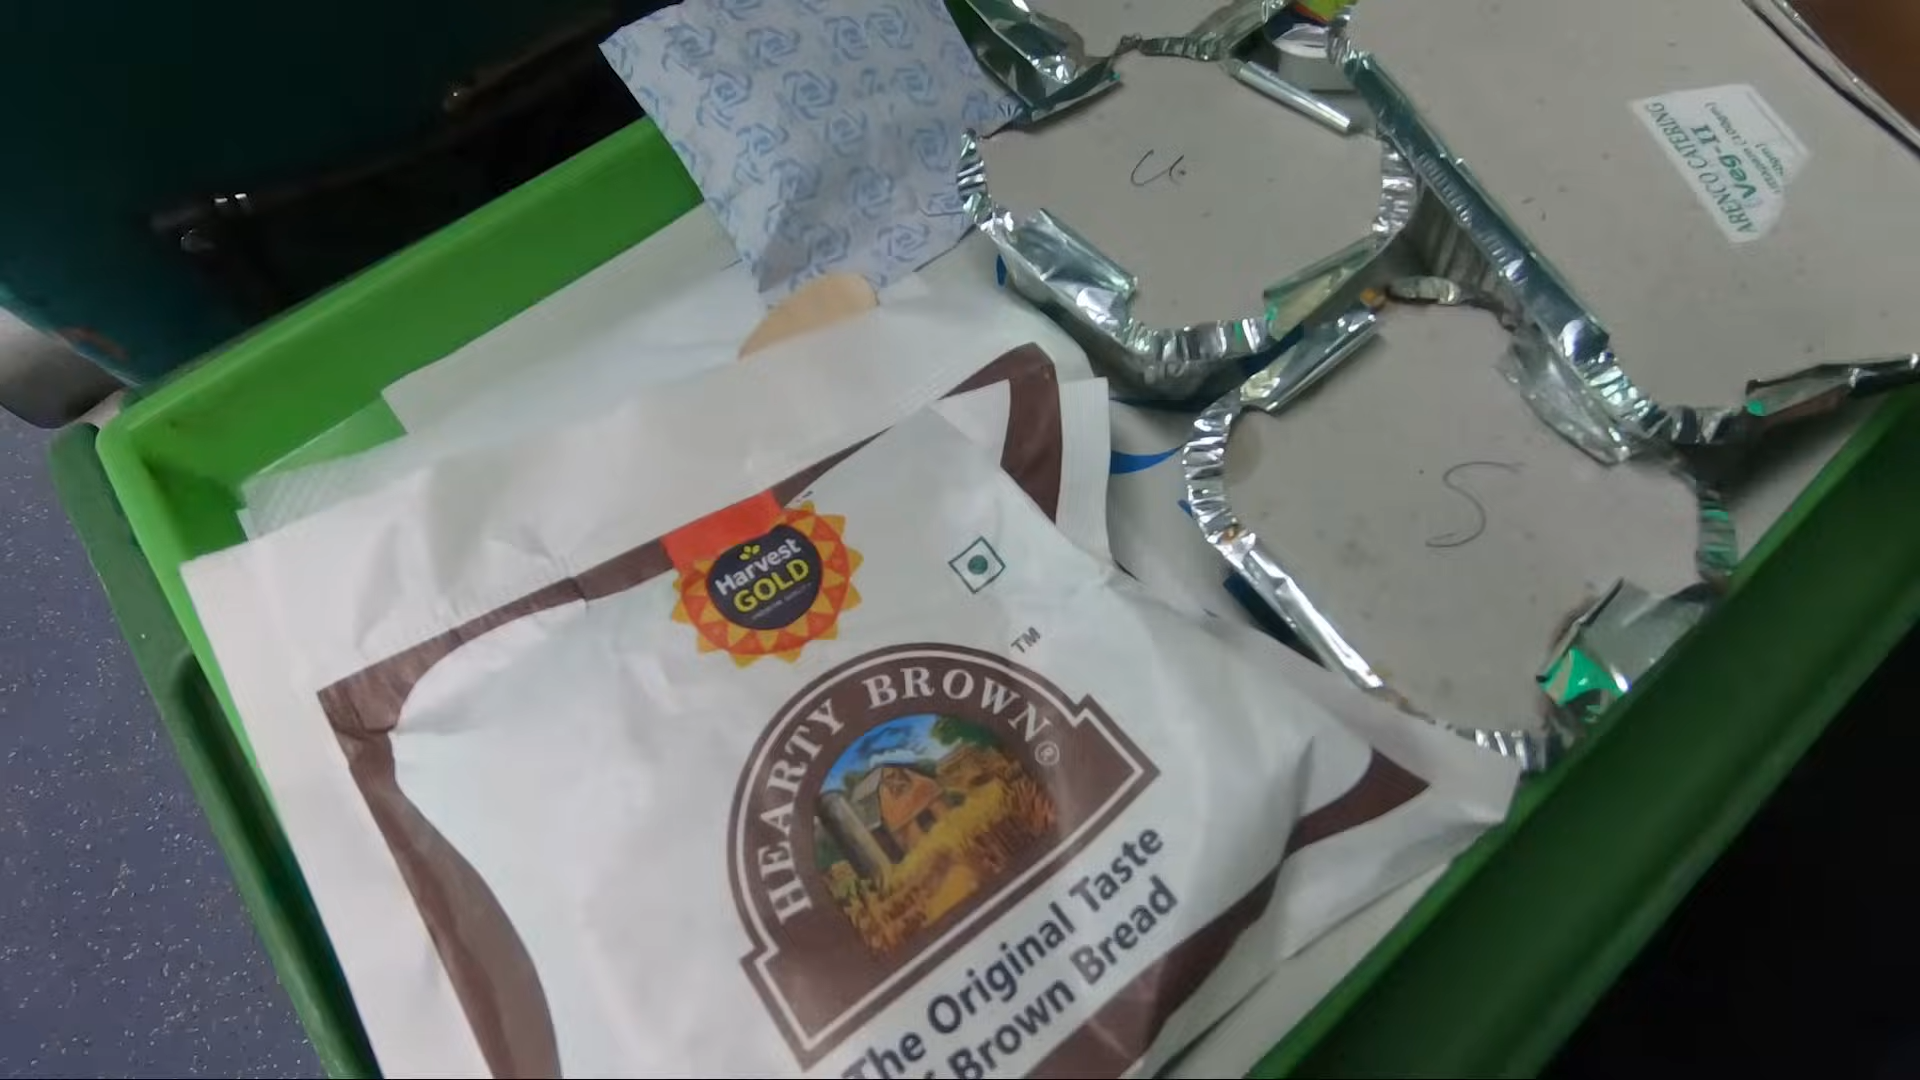 ARENCO CATERING
Veg-II
U
S
Harvest
GOLD
TM
HEARTY BROWN®
The Original Taste
Brown Bread